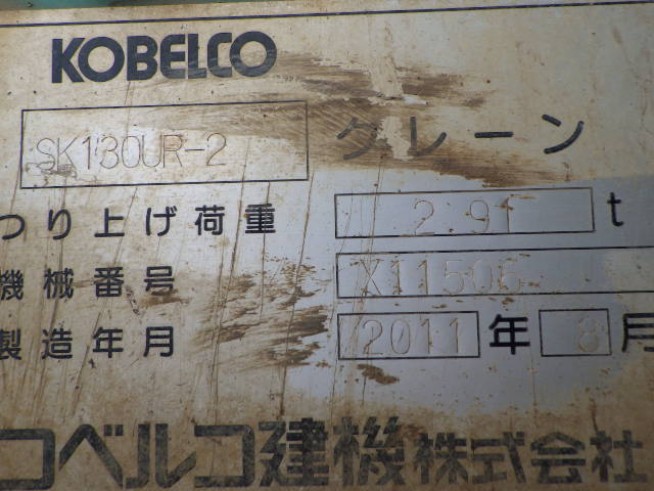 KOBELCO
SK130UR-2 クレーン
つり上げ荷重 2.91 t
機械番号 X11506
製造年月 2011 年 3 月
コベルコ建機株式会社